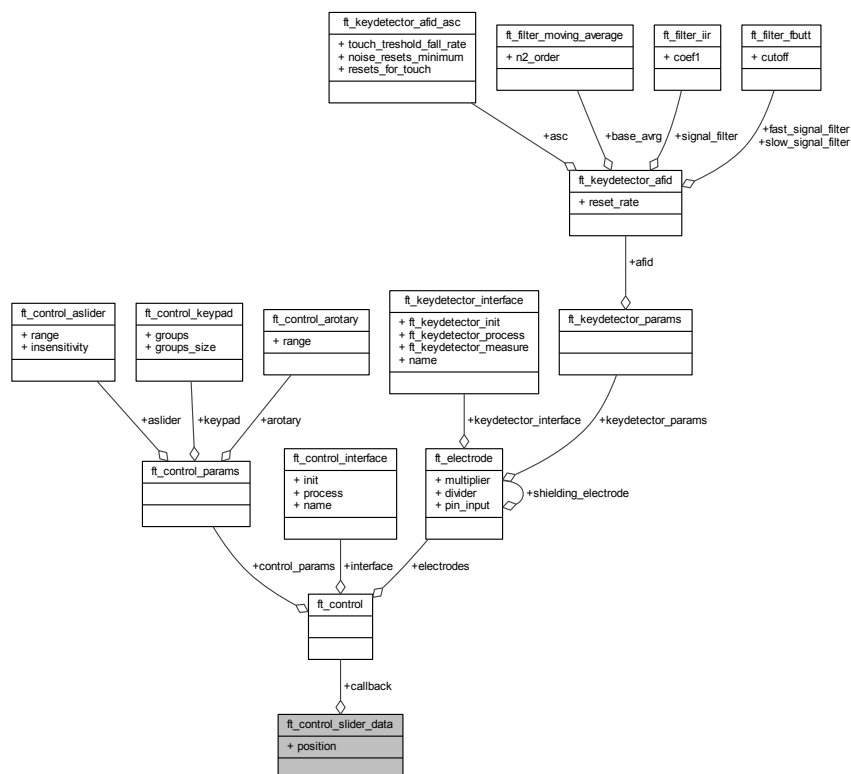 ft_keydetector_afid_asc
+ touch_treshold_fall_rate
+ noise_resets_minimum
+ resets_for_touch
ft_filter_moving_average
+ n2_order
ft_filter_iir
+ coef1
ft_filter_fbutt
+ cutoff
+asc
+base_avrg
+signal_filter
+fast_signal_filter
+slow_signal_filter
ft_keydetector_afid
+ reset_rate
+afid
ft_control_aslider
+ range
+ insensitivity
ft_control_keypad
+ groups
+ groups_size
ft_control_arotary
+ range
ft_keydetector_interface
+ ft_keydetector_init
+ ft_keydetector_process
+ ft_keydetector_measure
+ name
ft_keydetector_params
+aslider
+keypad
+arotary
+keydetector_interface
+keydetector_params
ft_control_params
ft_control_interface
+ init
+ process
+ name
ft_electrode
+ multiplier
+ divider
+ pin_input
+shielding_electrode
+control_params
+interface
+electrodes
ft_control
+callback
ft_control_slider_data
+ position